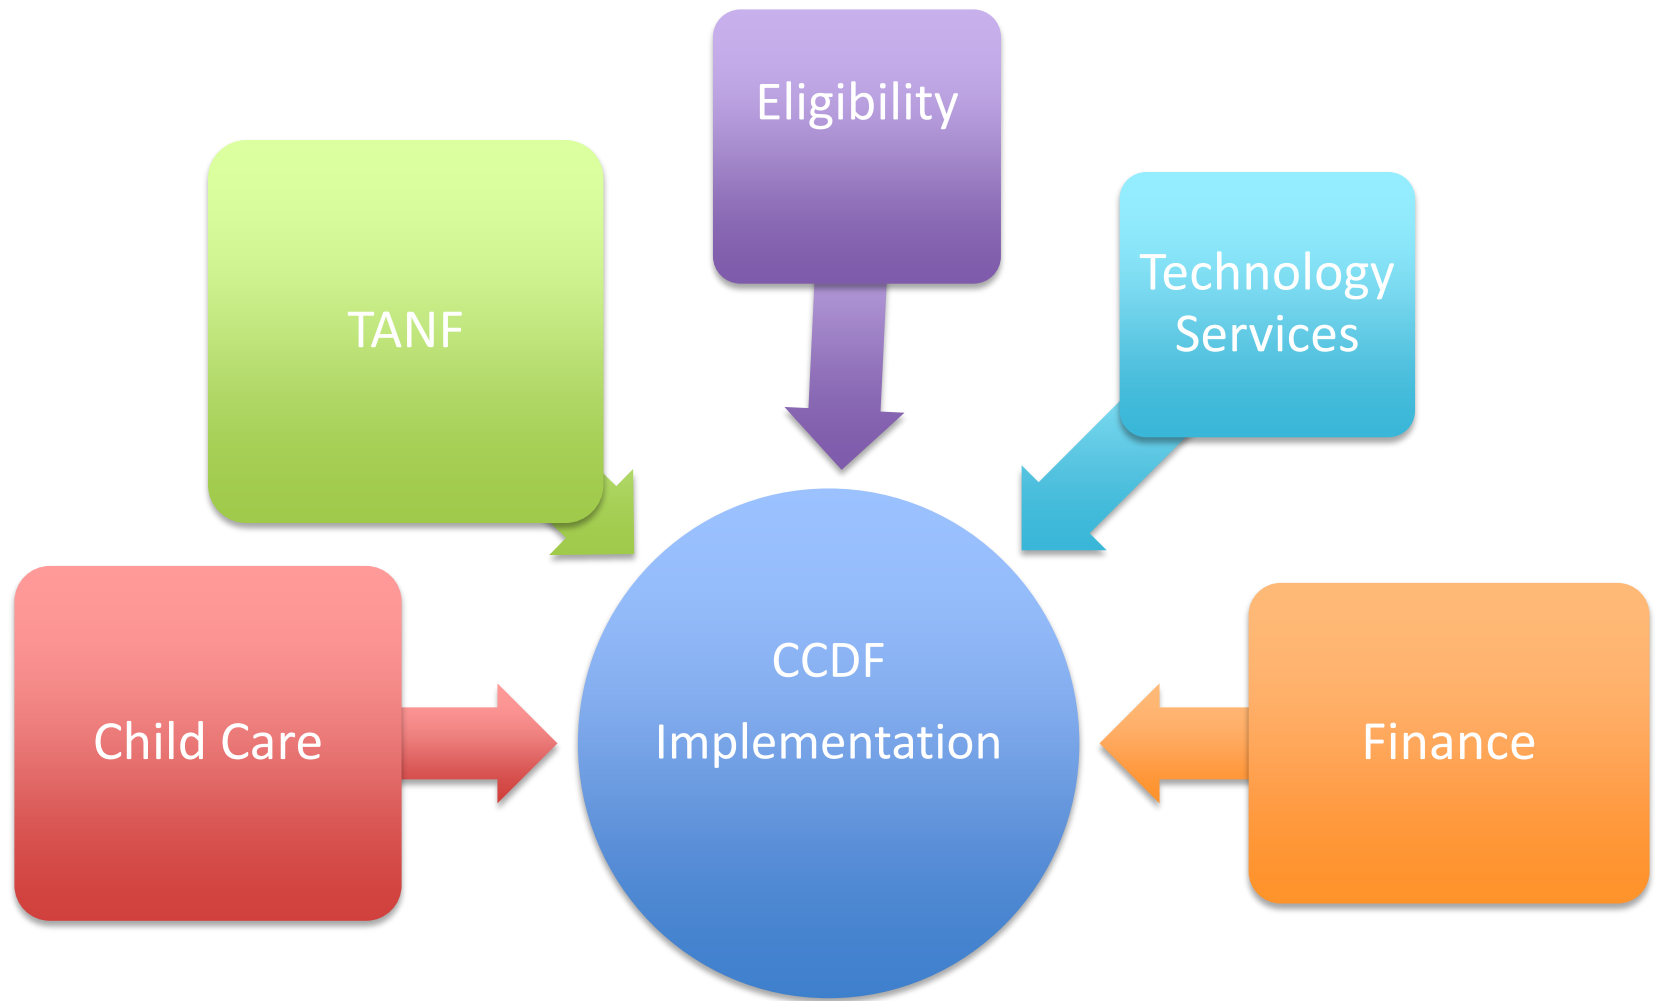 Eligibility
TANF
Technology
Services
Child Care
CCDF
Implementation
Finance